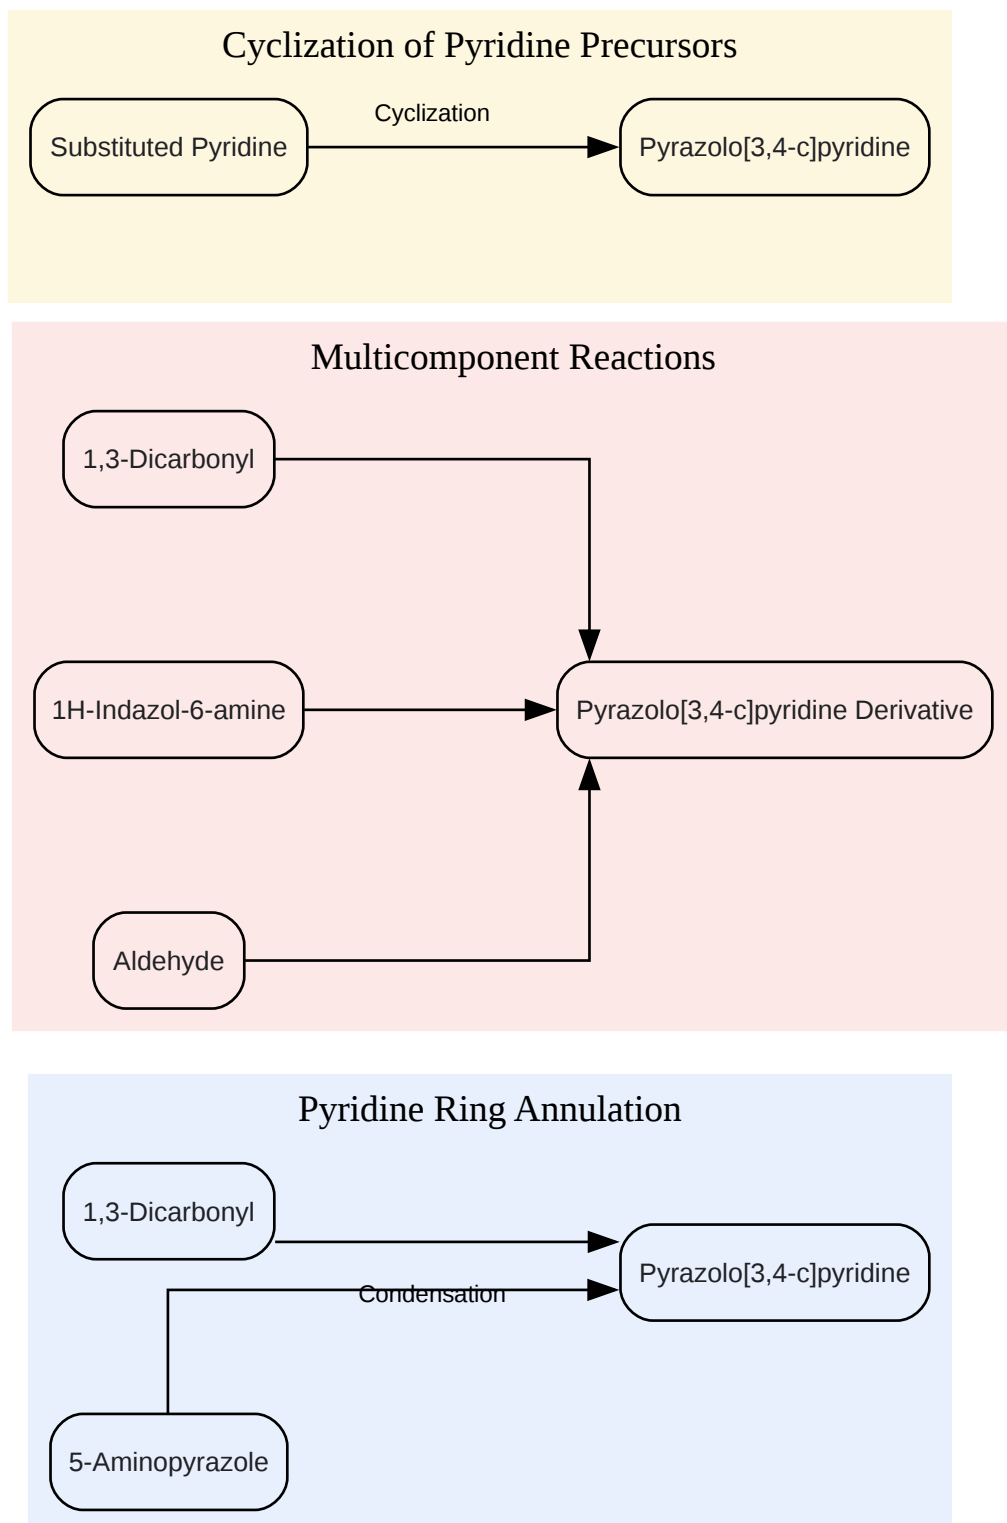 Cyclization of Pyridine Precursors
Cyclization
Substituted Pyridine
Pyrazolo[3,4-c]pyridine
Multicomponent Reactions
1,3-Dicarbonyl
1H-Indazol-6-amine
Pyrazolo[3,4-c]pyridine Derivative
Aldehyde
Pyridine Ring Annulation
1,3-Dicarbonyl
Pyrazolo[3,4-c]pyridine
Condensation
5-Aminopyrazole